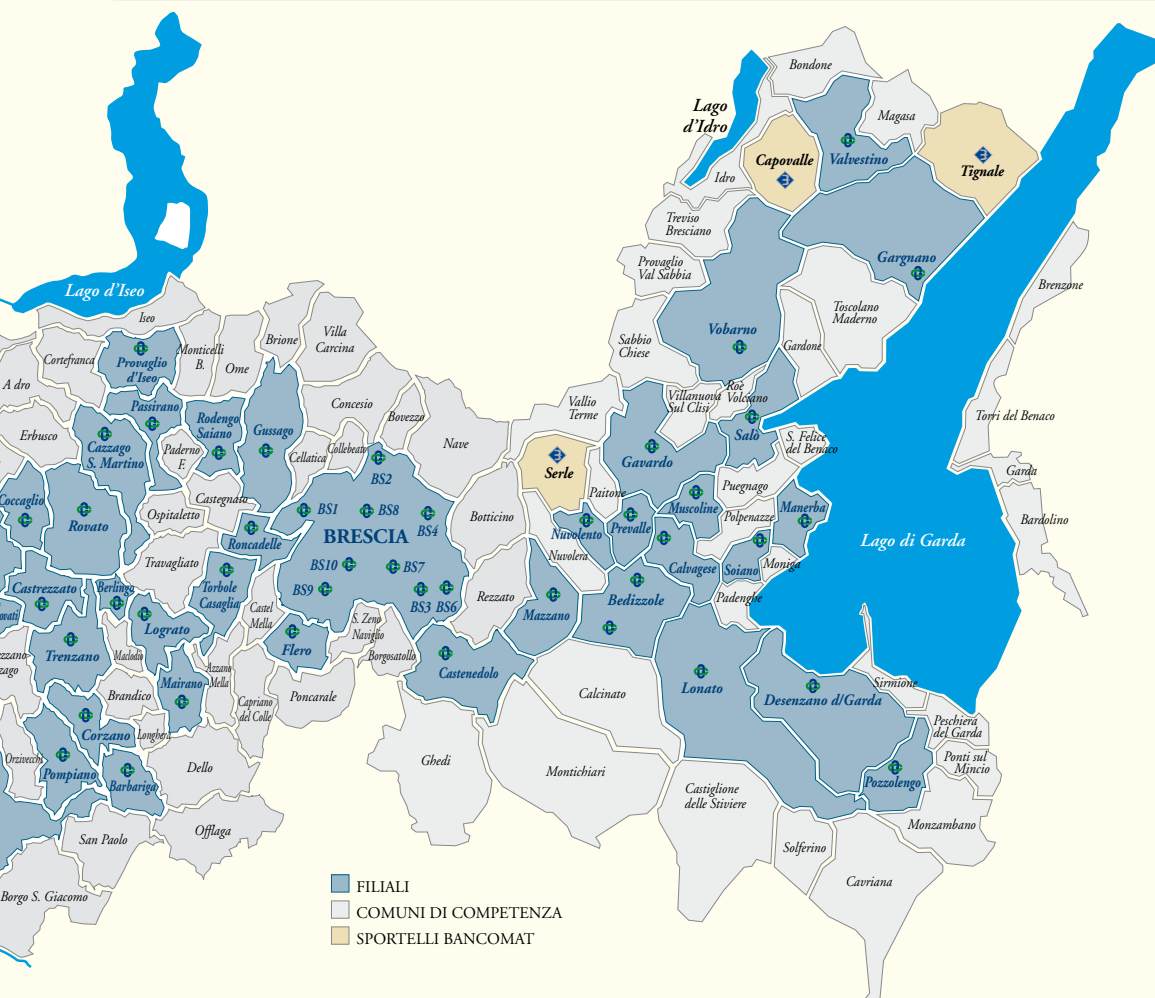 Bondone
Magasa
Lago
d'Idro
Capovalle
Valvestino
Tignale
Idro
Treviso
Bresciano
Gargnano
Provaglio
Val Sabbia
Brenzone
Lago d'Iseo
Toscolano
Maderno
Iseo
Vobarno
Villa
Carcina
Brione
Sabbio
Chiese
Gardone
Monticelli
B.
Cortefranca
Provaglio
d'Iseo
Ome
A dro
Roe
Volciano
Villanuova
Sul Clisi
Vallio
Terme
Concesio
Bovezzo
Passirano
Rodengo
Saiano
Gussago
Torri del Benaco
Salò
S. Felice
del Benaco
Erbusco
Cazzago
S. Martino
Paderno
F.
Collebeato
Cellatica
Nave
Gavardo
Serle
Garda
BS2
Puegnago
Paitone
Coccaglio
Castegnato
Ospitaletto
Rovato
BS1
BS8
BS4
Botticino
Muscoline
Manerba
Polpenazze
Bardolino
Nuvolento
Prevalle
BRESCIA
Lago di Garda
Roncadelle
Nuvolera
Travagliato
BS10
BS7
Calvagese
Soiano
Moniga
Castrezzato
Berlingo
Torbole
Casaglia
BS9
BS3
BS6
Rezzato
Bedizzole
Padenghe
ovati
Castel
Mella
Mazzano
Lograto
S. Zeno
Naviglio
Flero
Trenzano
Maclodio
Borgosatollo
zzano
zago
Azzano
Mella
Castenedolo
Mairano
Lonato
Sirmione
Brandico
Poncarale
Calcinato
Desenzano d/Garda
Capriano
del Colle
Corzano
Longhena
Peschiera
del Garda
Orzivecchi
Ghedi
Ponti sul
Mincio
Pompiano
Dello
Montichiari
Barbariga
Pozzolengo
Castiglione
delle Stiviere
Offlaga
Monzambano
San Paolo
Solferino
Cavriana
Borgo S. Giacomo
FILIALI
COMUNI DI COMPETENZA
SPORTELLI BANCOMAT